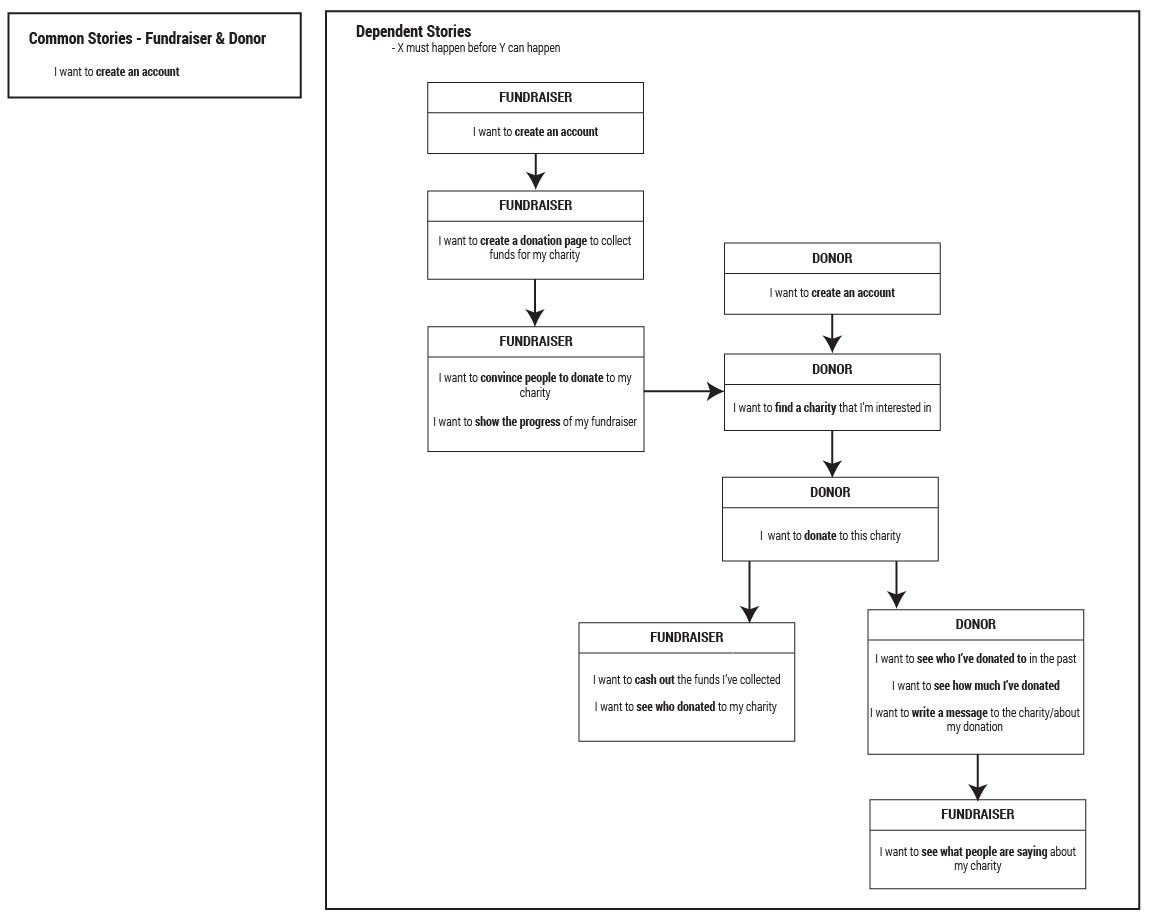 Common Stories - Fundraiser & Donor
I want to create an account
Dependent Stories
- X must happen before Y can happen
FUNDRAISER
I want to create an account
FUNDRAISER
I want to create a donation page to collect
funds for my charity
FUNDRAISER
I want to convince people to donate to my
charity
I want to show the progress of my fundraiser
DONOR
I want to create an account
DONOR
I want to find a charity that I'm interested in
DONOR
I want to donate to this charity
FUNDRAISER
I want to cash out the funds I've collected
I want to see who donated to my charity
DONOR
I want to see who I've donated to in the past
I want to see how much I've donated
I want to write a message to the charity/about
my donation
FUNDRAISER
I want to see what people are saying about
my charity